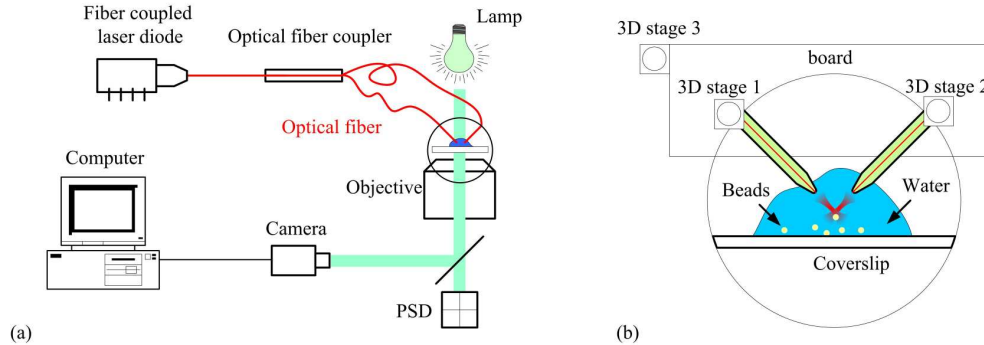 Fiber coupled
laser diode
Optical fiber coupler
Lamp
Optical fiber
Computer
Objective
Camera
PSD
(a)
3D stage 3
board
3D stage 1
3D stage 2
Beads
Water
Coverslip
(b)